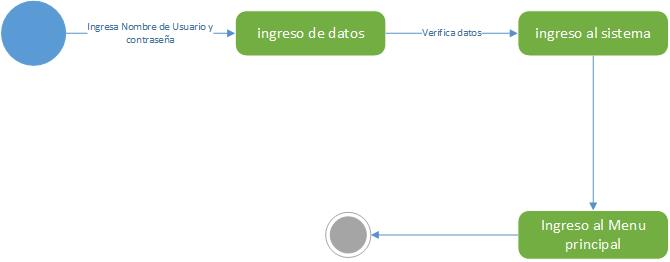 Ingresa Nombre de Usuario y
contraseña
ingreso de datos
Verifica datos
ingreso al sistema
Ingreso al Menu
principal